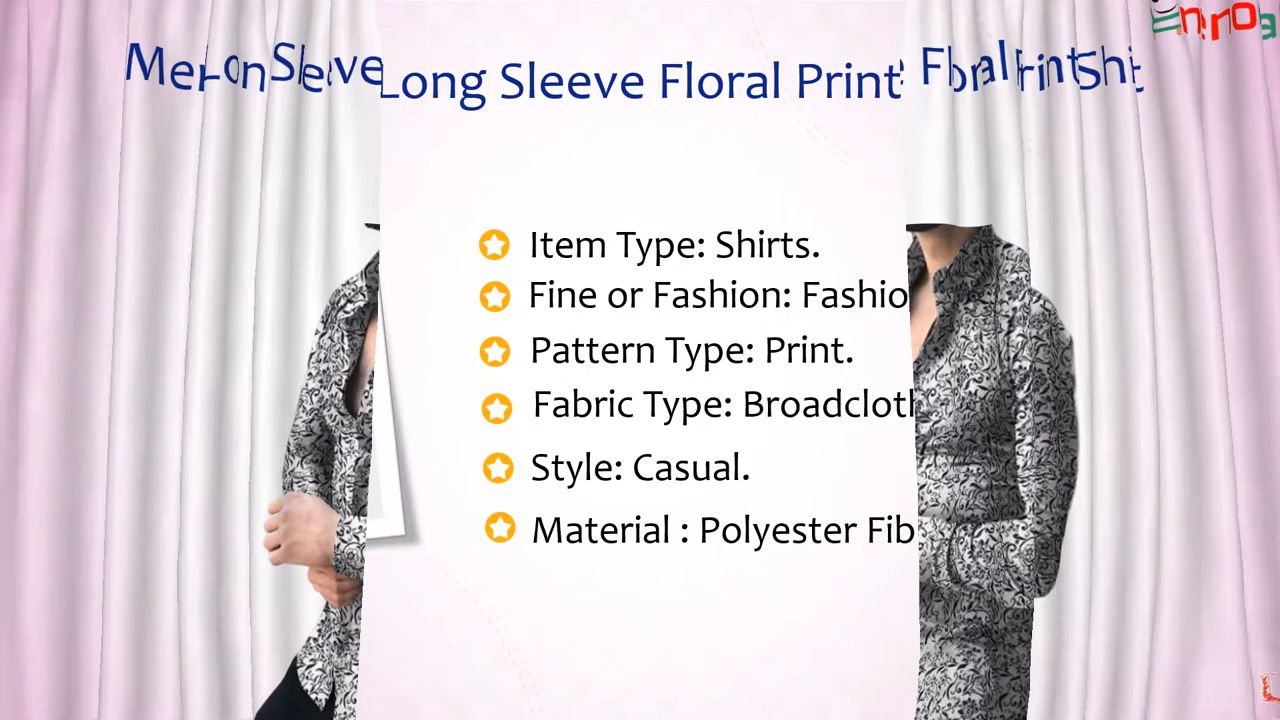 Long Sleeve Floral Print
Item Type: Shirts.
Fine or Fashion: Fashio
Pattern Type: Print.
Fabric Type: Broadcloth
Style: Casual.
Material : Polyester Fib